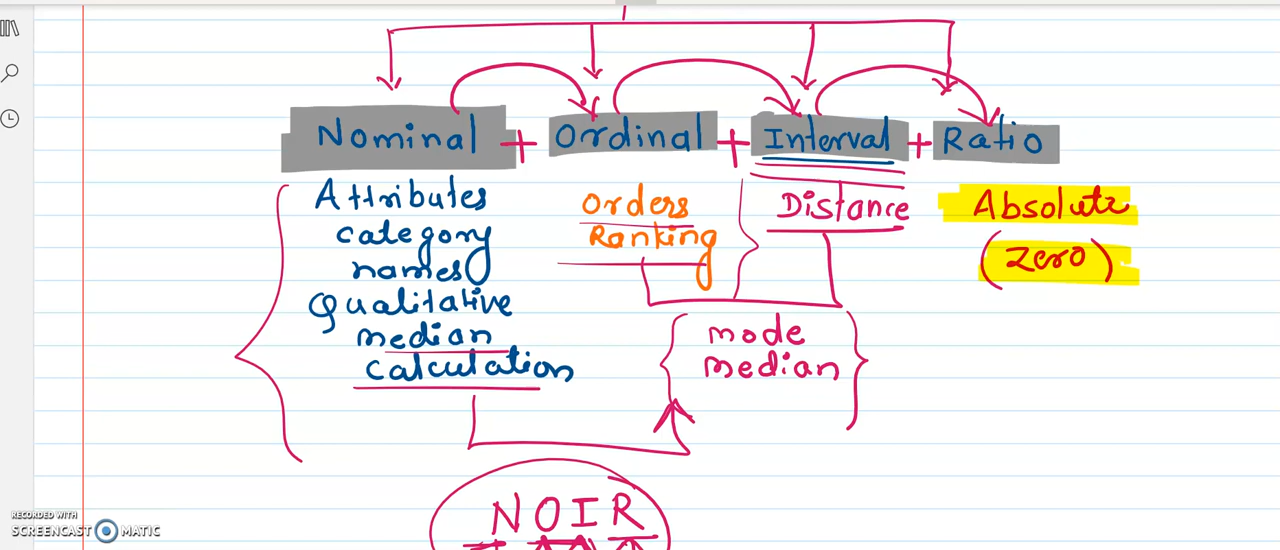 Nominal + Ordinal + Interval + Ratio
Attributes
category
names
Qualitative
median
calculation
Orders
Ranking
Distance
Absolute
(Zero)
mode
median
NOIR
RECORDED WITH
SCREENCAST MATIC